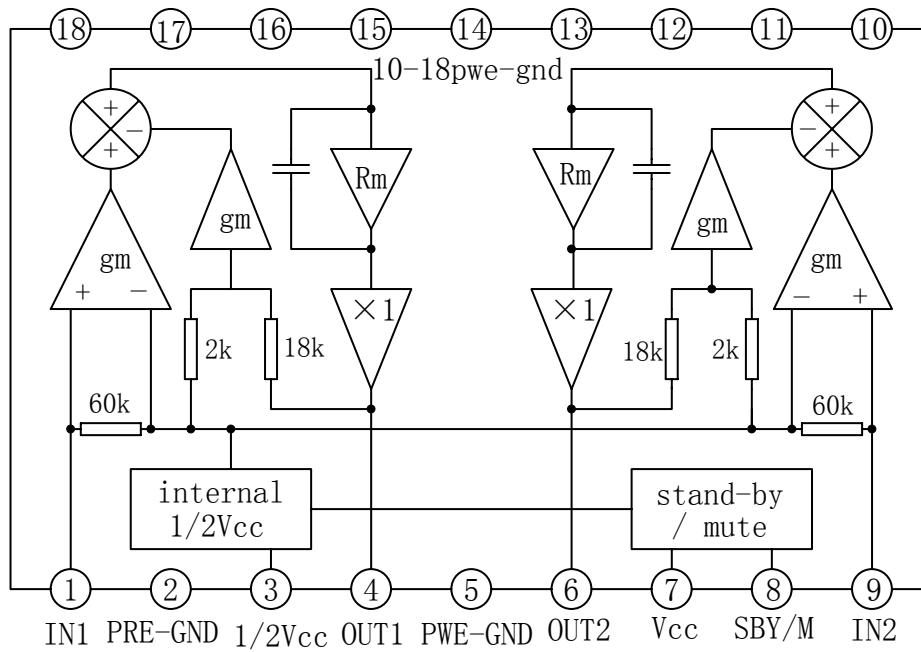 18 17 16 15 14 13 12 11 10
10-18pwe-gnd
+ − +
+ − +
Rm Rm
gm gm
gm gm
+ − − +
×1 ×1
2k 18k 18k 2k
60k 60k
internal
1/2Vcc
stand-by
/ mute
1 2 3 4 5 6 7 8 9
IN1 PRE-GND 1/2Vcc OUT1 PWE-GND OUT2 Vcc SBY/M IN2